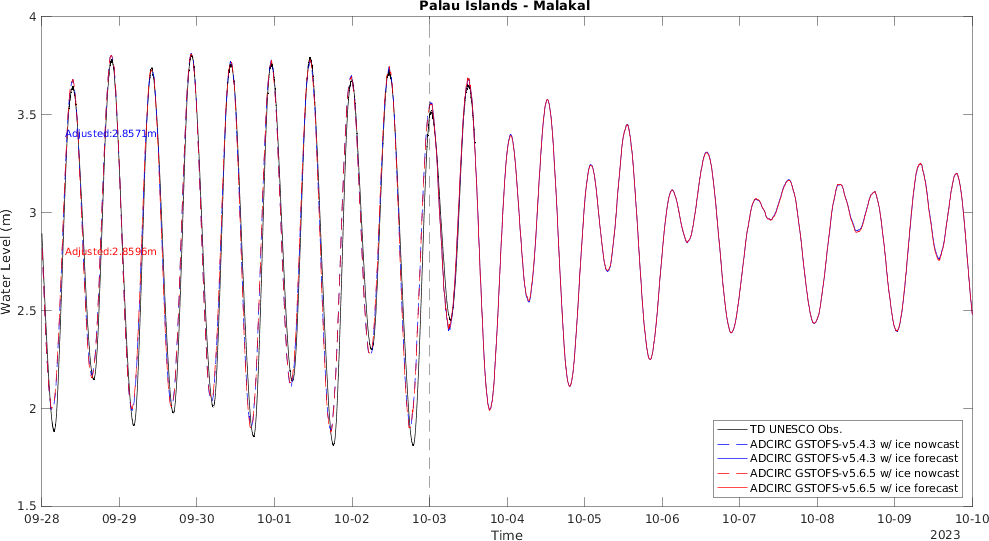 Palau Islands - Malakal
4
3.5
3
2.5
2
1.5
Water Level (m)
Adjusted:2.8571m
Adjusted:2.8596m
TD UNESCO Obs.
ADCIRC GSTOFS-v5.4.3 w/ ice nowcast
ADCIRC GSTOFS-v5.4.3 w/ ice forecast
ADCIRC GSTOFS-v5.6.5 w/ ice nowcast
ADCIRC GSTOFS-v5.6.5 w/ ice forecast
09-28 09-29 09-30 10-01 10-02 10-03 10-04 10-05 10-06 10-07 10-08 10-09 10-10
Time
2023